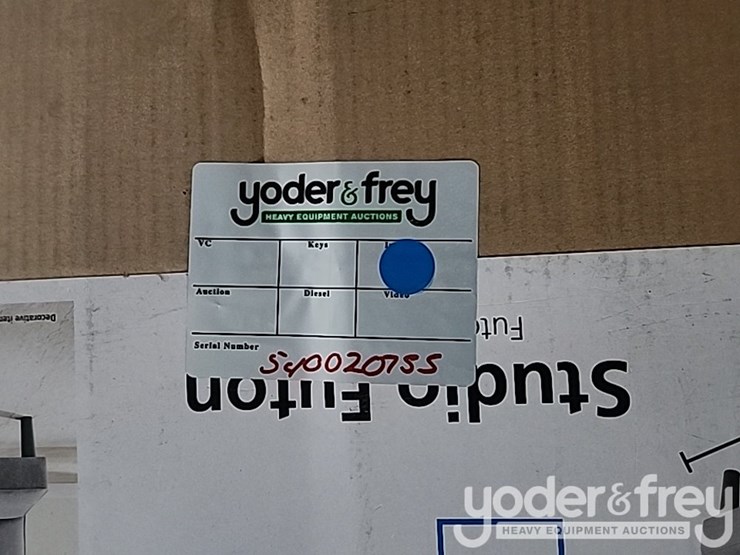 yoder&frey
HEAVY EQUIPMENT AUCTIONS
VC Keys
Auction Diesel Video
Serial Number
Decorative
Studio Futon
yoder&frey
HEAVY EQUIPMENT AUCTIONS